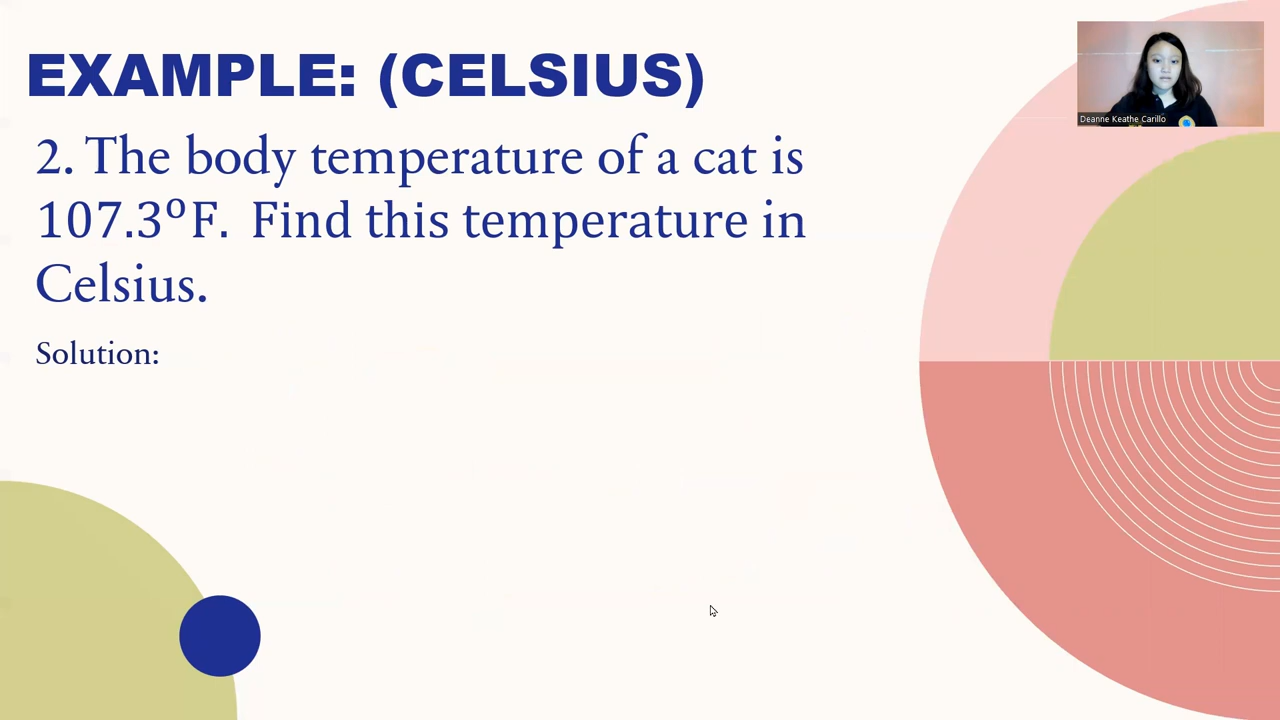 EXAMPLE: (CELSIUS)
Deanne Keathe Carillo
2. The body temperature of a cat is
107.3ºF. Find this temperature in
Celsius.
Solution: